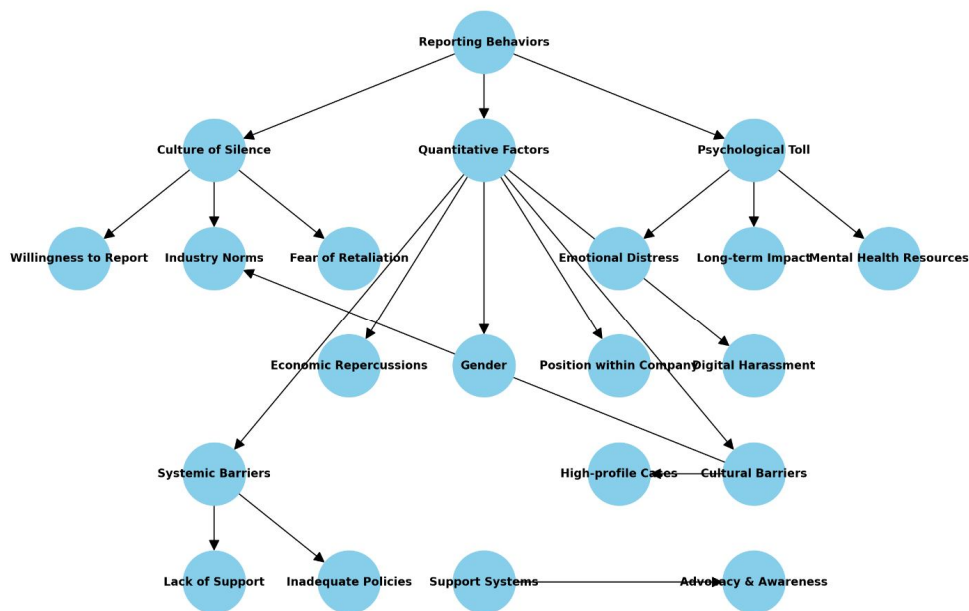 Reporting Behaviors
Culture of Silence
Quantitative Factors
Psychological Toll
Willingness to Report
Industry Norms
Fear of Retaliation
Emotional Distress
Long-term Impact
Mental Health Resources
Economic Repercussions
Gender
Position within Company
Digital Harassment
Systemic Barriers
High-profile Cases
Cultural Barriers
Lack of Support
Inadequate Policies
Support Systems
Advocacy & Awareness